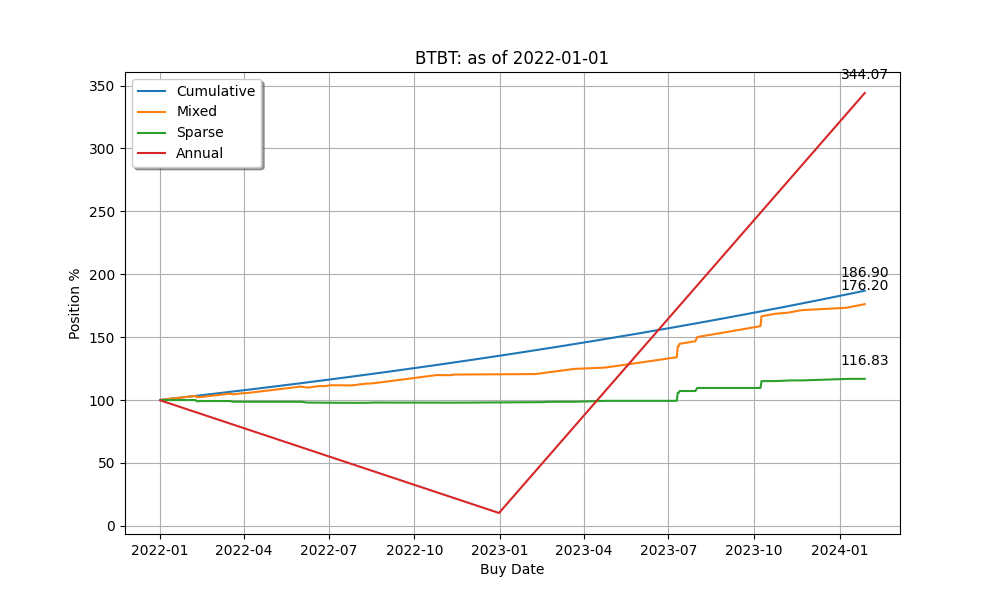 BTBT: as of 2022-01-01
Cumulative
Mixed
Sparse
Annual
344.07
186.90
176.20
116.83
350
300
250
200
150
100
50
0
Position %
2022-01 2022-04 2022-07 2022-10 2023-01 2023-04 2023-07 2023-10 2024-01
Buy Date